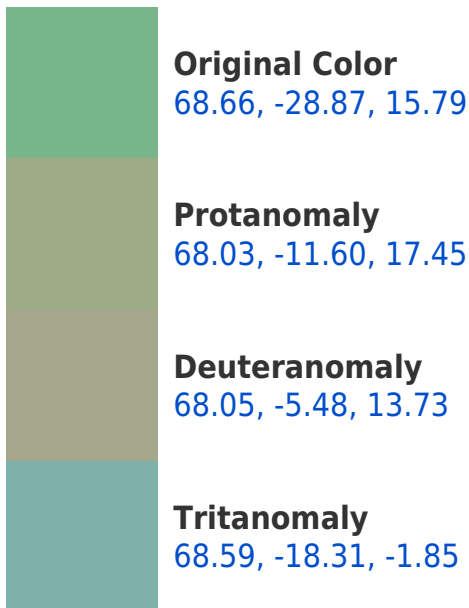 Original Color
68.66, -28.87, 15.79
Protanomaly
68.03, -11.60, 17.45
Deuteranomaly
68.05, -5.48, 13.73
Tritanomaly
68.59, -18.31, -1.85